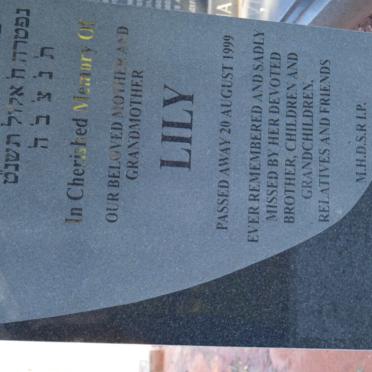 נפטרה ח׳ אלול תשנ״ט
ת נ צ ב ה
In Cherished Memory Of
OUR BELOVED MOTHER AND
GRANDMOTHER
LILY
PASSED AWAY 20 AUGUST 1999
EVER REMEMBERED AND SADLY
MISSED BY HER DEVOTED
BROTHER, CHILDREN AND
GRANDCHILDREN,
RELATIVES AND FRIENDS
M.H.D.S.R.I.P.